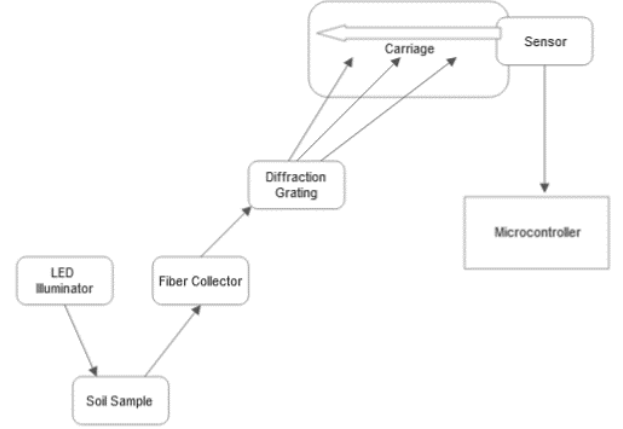 Carriage
Sensor
Diffraction
Grating
Microcontroller
LED
Illuminator
Fiber Collector
Soil Sample